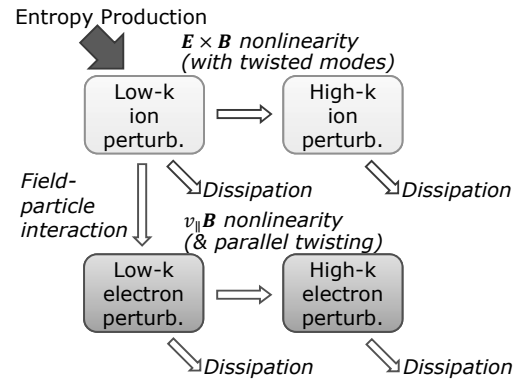 Entropy Production
E × B nonlinearity
(with twisted modes)
Low-k
ion
perturb.
High-k
ion
perturb.
Field-
particle
interaction
Dissipation
Dissipation
v∥B nonlinearity
(& parallel twisting)
Low-k
electron
perturb.
High-k
electron
perturb.
Dissipation
Dissipation